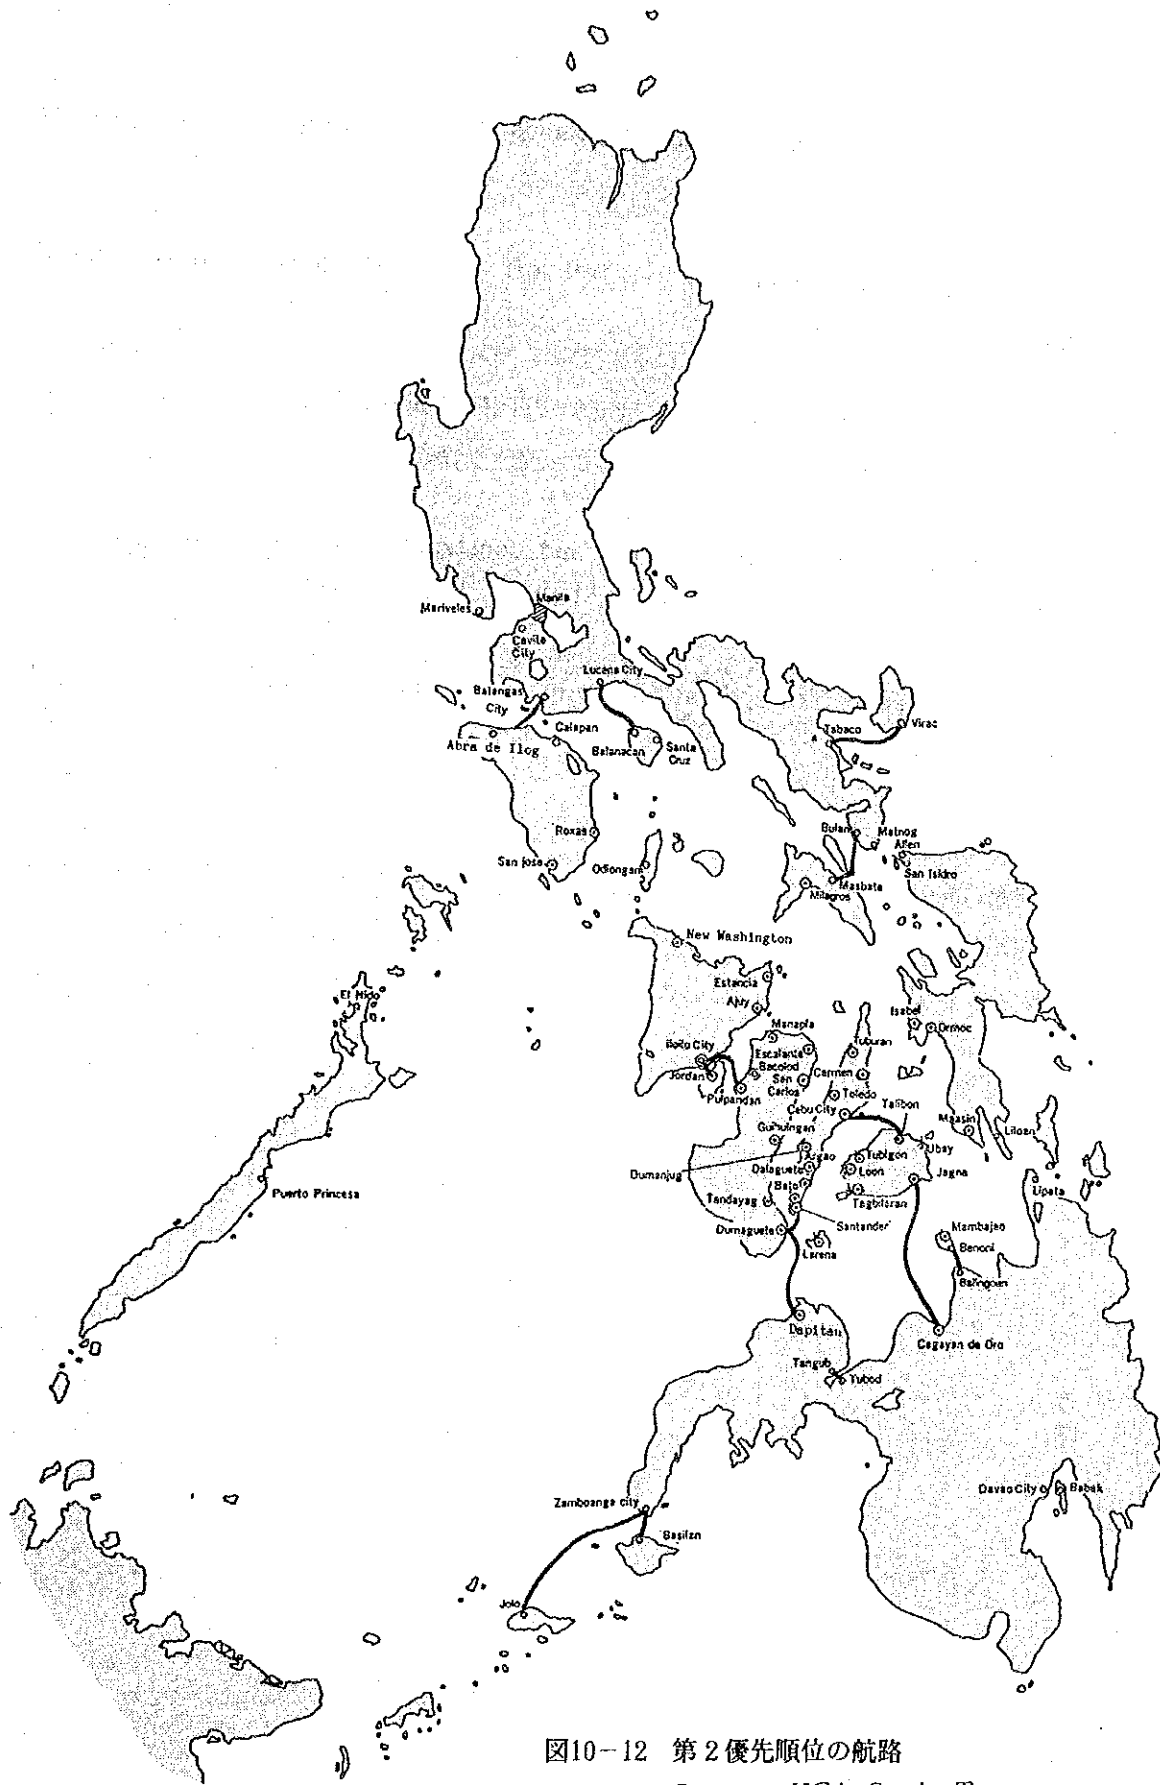 Mariveles
Manila
Cavite
City
Lucena City
Batangas
City
Calapan
Abra de Ilog
Balanacan
Santa
Cruz
Tabaco
Virac
Roxas
San Jose
Odiongan
Bulan
Matnog
Allen
San Isidro
Masbate
Milagros
New Washington
Estancia
Ajuy
El Nido
Manapla
Isabel
Ormoc
Iloilo City
Escalante
Tuburan
Bacolod
Jordan
San
Carlos
Carmen
Pulpandan
Toledo
Cebu City
Talibon
Maasin
Liloan
Guihulngan
Argao
Tubigon
Ubay
Dumanjug
Dalaguete
Loon
Jagna
Puerto Princesa
Bato
Tandayag
Tagbilaran
Lipata
Dumaguete
Santander
Larena
Mambajao
Benoni
Balingoan
Dapitan
Cagayan de Oro
Tangub
Tubod
Davao City
Babak
Zamboanga city
Basilan
Jolo
図10－12 第２優先順位の航路